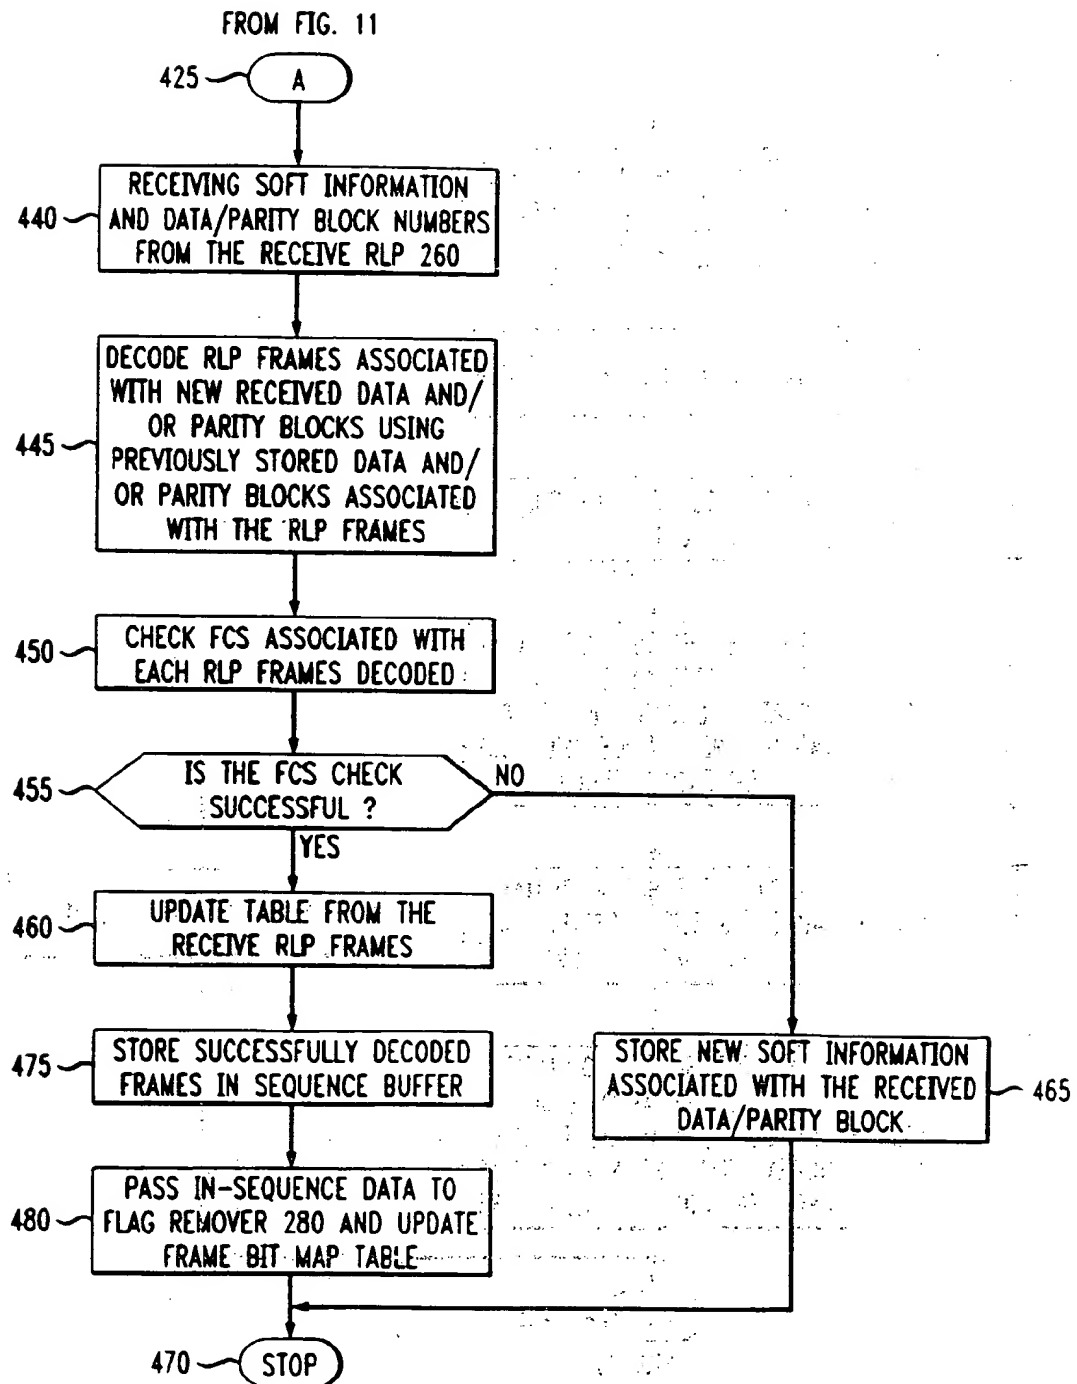 FROM FIG. 11
425
A
440
RECEIVING SOFT INFORMATION
AND DATA/PARITY BLOCK NUMBERS
FROM THE RECEIVE RLP 260
445
DECODE RLP FRAMES ASSOCIATED
WITH NEW RECEIVED DATA AND/
OR PARITY BLOCKS USING
PREVIOUSLY STORED DATA AND/
OR PARITY BLOCKS ASSOCIATED
WITH THE RLP FRAMES
450
CHECK FCS ASSOCIATED WITH
EACH RLP FRAMES DECODED
455
IS THE FCS CHECK
SUCCESSFUL ?
NO
YES
460
UPDATE TABLE FROM THE
RECEIVE RLP FRAMES
475
STORE SUCCESSFULLY DECODED
FRAMES IN SEQUENCE BUFFER
STORE NEW SOFT INFORMATION
ASSOCIATED WITH THE RECEIVED
DATA/PARITY BLOCK
465
480
PASS IN-SEQUENCE DATA TO
FLAG REMOVER 280 AND UPDATE
FRAME BIT MAP TABLE
470
STOP